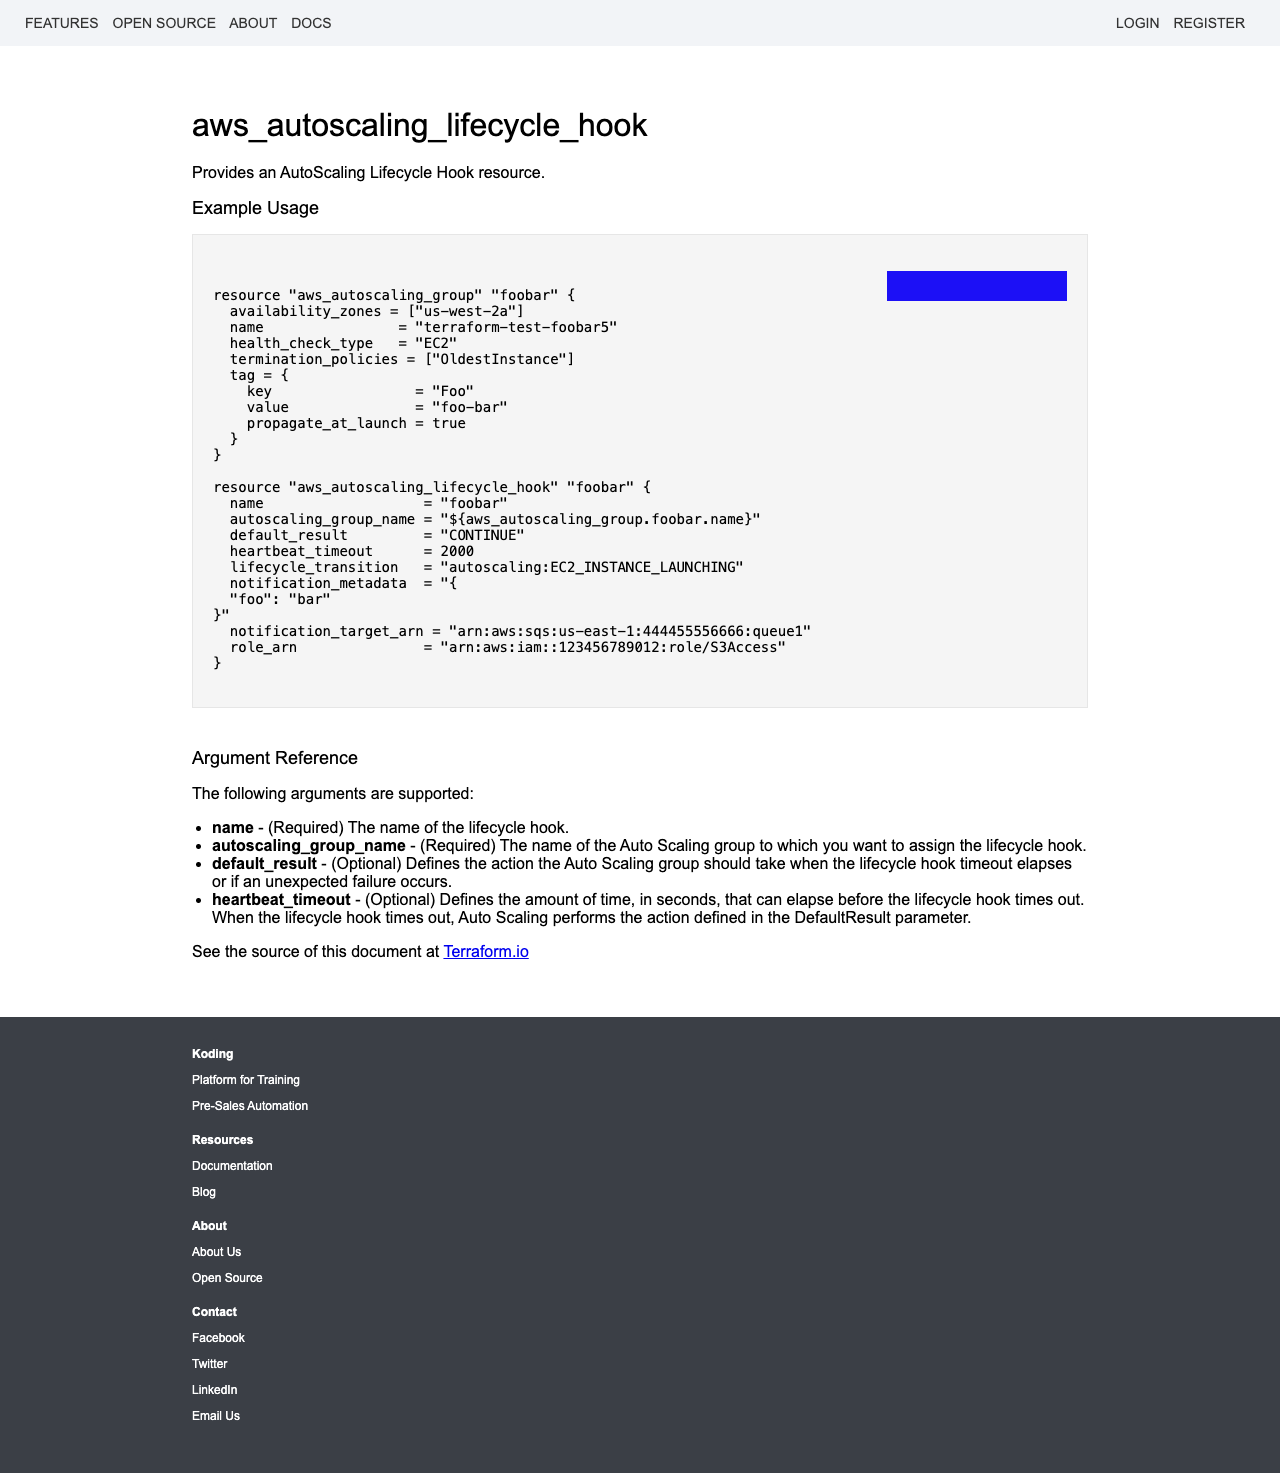 FEATURES OPEN SOURCE ABOUT DOCS LOGIN REGISTER
aws_autoscaling_lifecycle_hook
Provides an AutoScaling Lifecycle Hook resource.
Example Usage
resource "aws_autoscaling_group" "foobar" {
  availability_zones = ["us-west-2a"]
  name                = "terraform-test-foobar5"
  health_check_type   = "EC2"
  termination_policies = ["OldestInstance"]
  tag = {
    key                 = "Foo"
    value               = "foo-bar"
    propagate_at_launch = true
  }
}
resource "aws_autoscaling_lifecycle_hook" "foobar" {
  name                   = "foobar"
  autoscaling_group_name = "${aws_autoscaling_group.foobar.name}"
  default_result         = "CONTINUE"
  heartbeat_timeout      = 2000
  lifecycle_transition   = "autoscaling:EC2_INSTANCE_LAUNCHING"
  notification_metadata  = "{
  "foo": "bar"
}"
  notification_target_arn = "arn:aws:sqs:us-east-1:444455556666:queue1"
  role_arn               = "arn:aws:iam::123456789012:role/S3Access"
}
Argument Reference
The following arguments are supported:
• name - (Required) The name of the lifecycle hook.
• autoscaling_group_name - (Required) The name of the Auto Scaling group to which you want to assign the lifecycle hook.
• default_result - (Optional) Defines the action the Auto Scaling group should take when the lifecycle hook timeout elapses
or if an unexpected failure occurs.
• heartbeat_timeout - (Optional) Defines the amount of time, in seconds, that can elapse before the lifecycle hook times out.
When the lifecycle hook times out, Auto Scaling performs the action defined in the DefaultResult parameter.
See the source of this document at Terraform.io
Koding
Platform for Training
Pre-Sales Automation
Resources
Documentation
Blog
About
About Us
Open Source
Contact
Facebook
Twitter
LinkedIn
Email Us